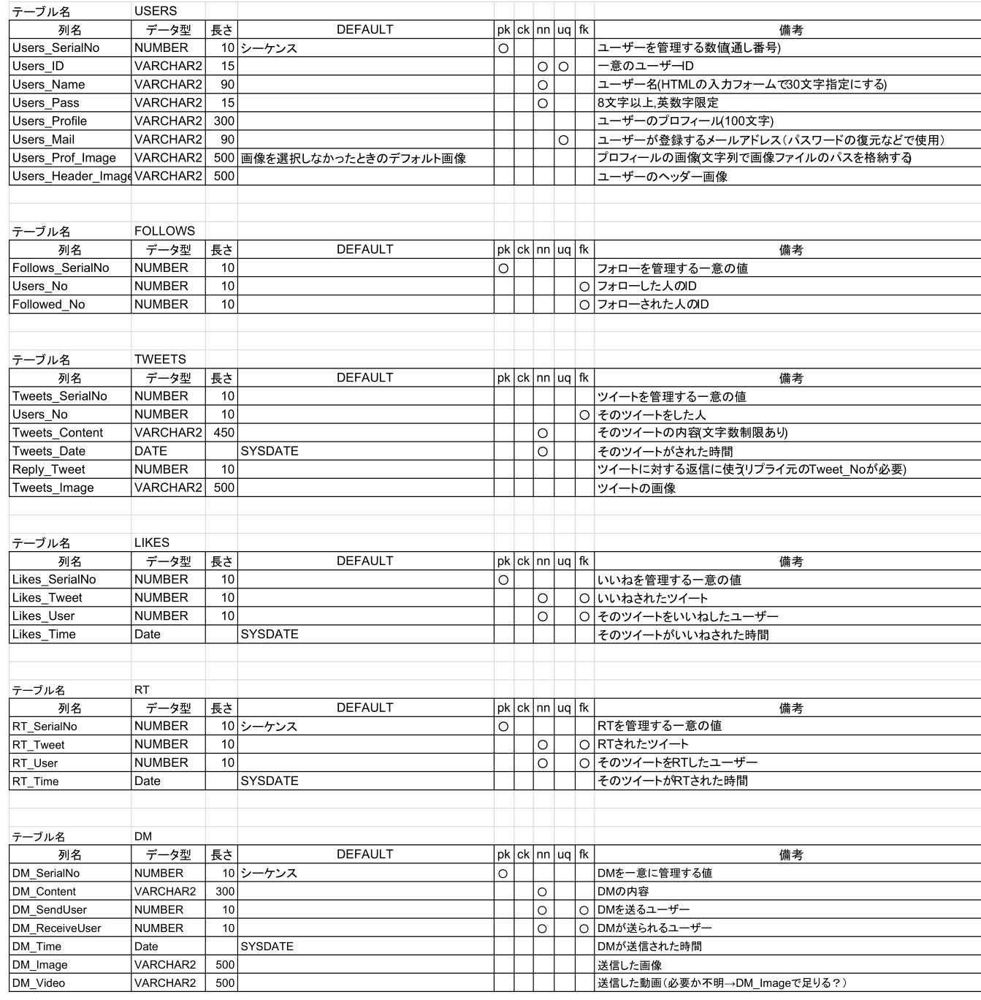 テーブル名 USERS
列名 データ型 長さ DEFAULT pk ck nn uq fk 備考
Users_SerialNo NUMBER 10 シーケンス ○ ユーザーを管理する数値(通し番号)
Users_ID VARCHAR2 15 ○ ○ 一意のユーザーID
Users_Name VARCHAR2 90 ○ ユーザー名(HTMLの入力フォームで30文字指定にする)
Users_Pass VARCHAR2 15 ○ 8文字以上,英数字限定
Users_Profile VARCHAR2 300 ユーザーのプロフィール(100文字)
Users_Mail VARCHAR2 90 ○ ユーザーが登録するメールアドレス（パスワードの復元などで使用）
Users_Prof_Image VARCHAR2 500 画像を選択しなかったときのデフォルト画像 プロフィールの画像(文字列で画像ファイルのパスを格納する)
Users_Header_Image VARCHAR2 500 ユーザーのヘッダー画像
テーブル名 FOLLOWS
列名 データ型 長さ DEFAULT pk ck nn uq fk 備考
Follows_SerialNo NUMBER 10 ○ フォローを管理する一意の値
Users_No NUMBER 10 ○ フォローした人のID
Followed_No NUMBER 10 ○ フォローされた人のID
テーブル名 TWEETS
列名 データ型 長さ DEFAULT pk ck nn uq fk 備考
Tweets_SerialNo NUMBER 10 ツイートを管理する一意の値
Users_No NUMBER 10 ○ そのツイートをした人
Tweets_Content VARCHAR2 450 ○ そのツイートの内容(文字数制限あり)
Tweets_Date DATE SYSDATE ○ そのツイートがされた時間
Reply_Tweet NUMBER 10 ツイートに対する返信に使う(リプライ元のTweet_Noが必要)
Tweets_Image VARCHAR2 500 ツイートの画像
テーブル名 LIKES
列名 データ型 長さ DEFAULT pk ck nn uq fk 備考
Likes_SerialNo NUMBER 10 ○ いいねを管理する一意の値
Likes_Tweet NUMBER 10 ○ ○ いいねされたツイート
Likes_User NUMBER 10 ○ ○ そのツイートをいいねしたユーザー
Likes_Time Date SYSDATE そのツイートがいいねされた時間
テーブル名 RT
列名 データ型 長さ DEFAULT pk ck nn uq fk 備考
RT_SerialNo NUMBER 10 シーケンス ○ RTを管理する一意の値
RT_Tweet NUMBER 10 ○ ○ RTされたツイート
RT_User NUMBER 10 ○ ○ そのツイートをRTしたユーザー
RT_Time Date SYSDATE そのツイートがRTされた時間
テーブル名 DM
列名 データ型 長さ DEFAULT pk ck nn uq fk 備考
DM_SerialNo NUMBER 10 シーケンス ○ DMを一意に管理する値
DM_Content VARCHAR2 300 ○ DMの内容
DM_SendUser NUMBER 10 ○ ○ DMを送るユーザー
DM_ReceiveUser NUMBER 10 ○ ○ DMが送られるユーザー
DM_Time Date SYSDATE DMが送信された時間
DM_Image VARCHAR2 500 送信した画像
DM_Video VARCHAR2 500 送信した動画（必要か不明→DM_Imageで足りる？）